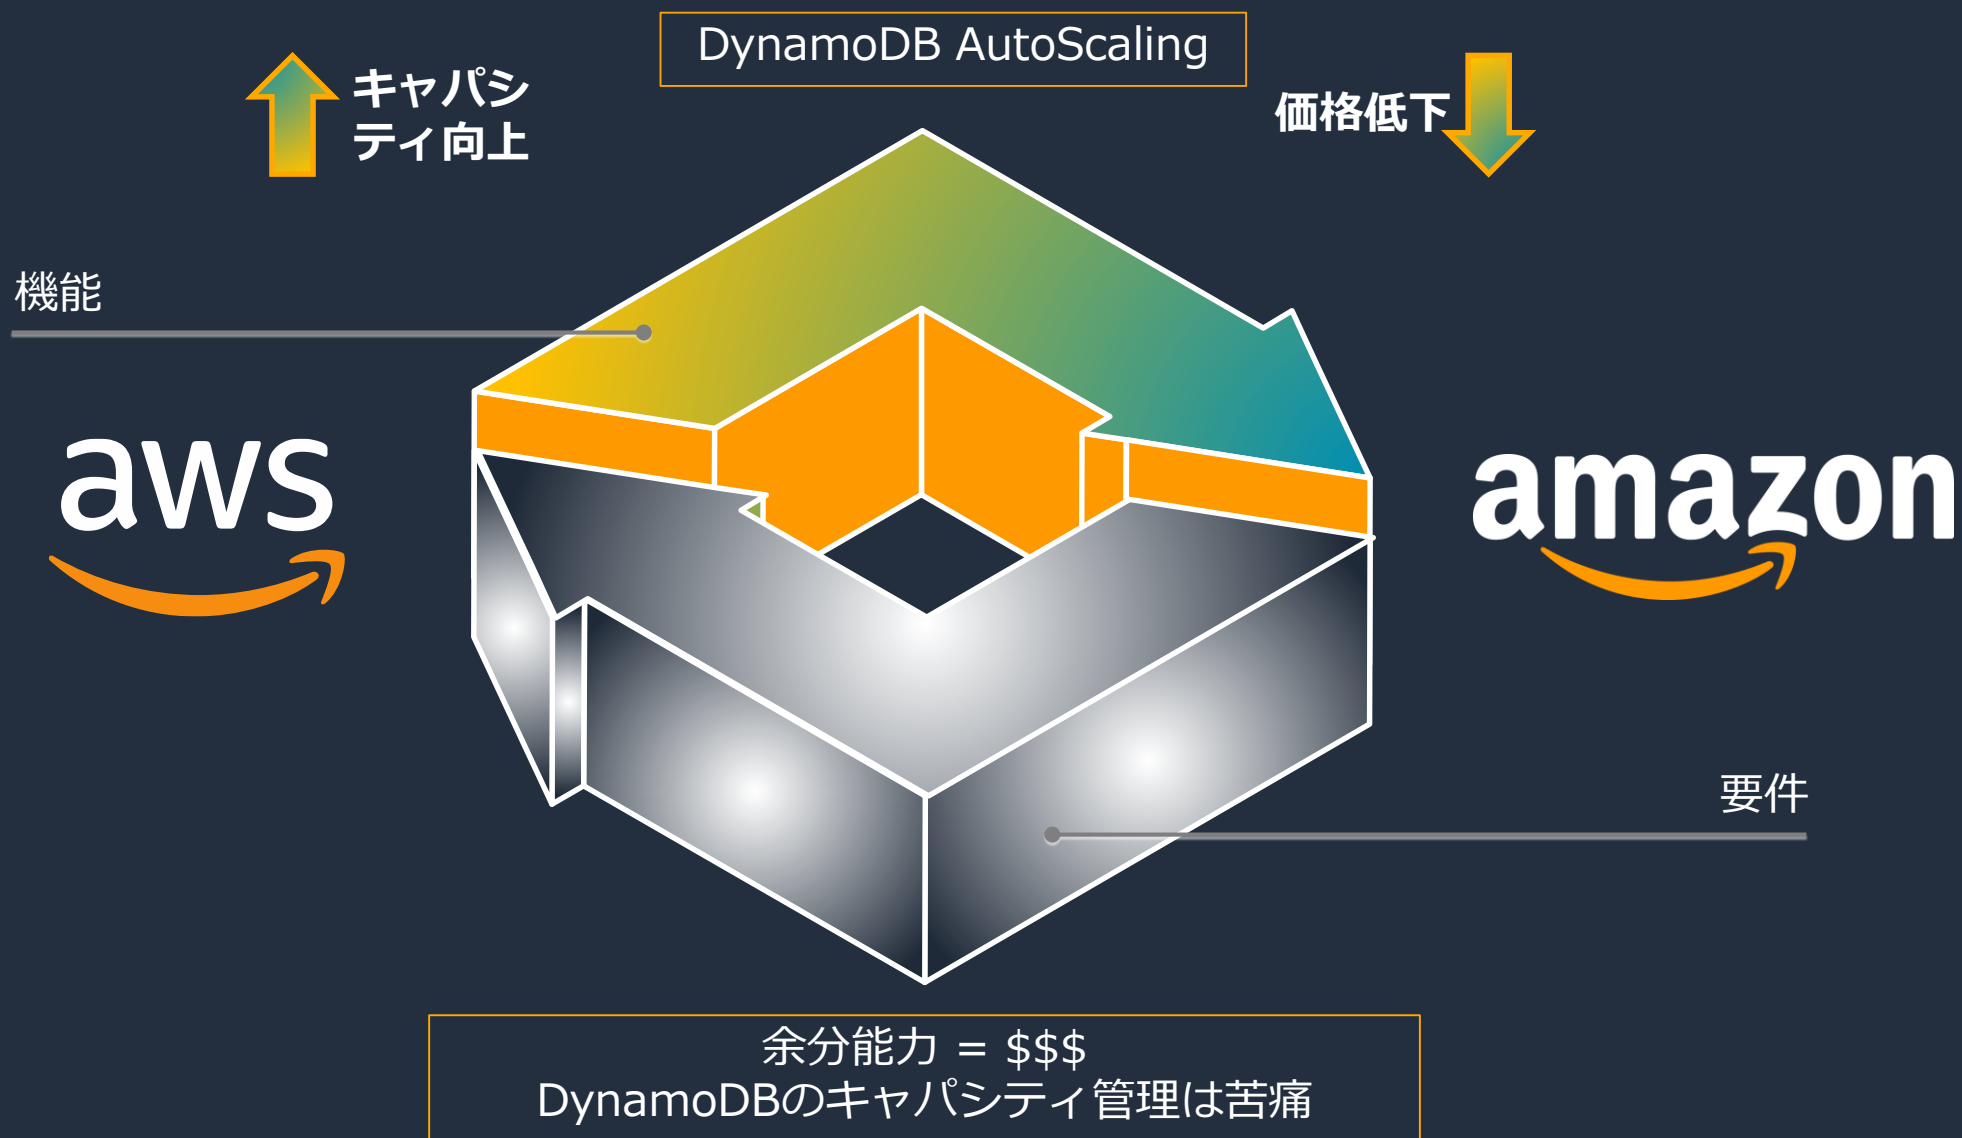 DynamoDB AutoScaling
キャパシ
ティ向上
価格低下
機能
aws
amazon
要件
余分能力 = $$$
DynamoDBのキャパシティ管理は苦痛